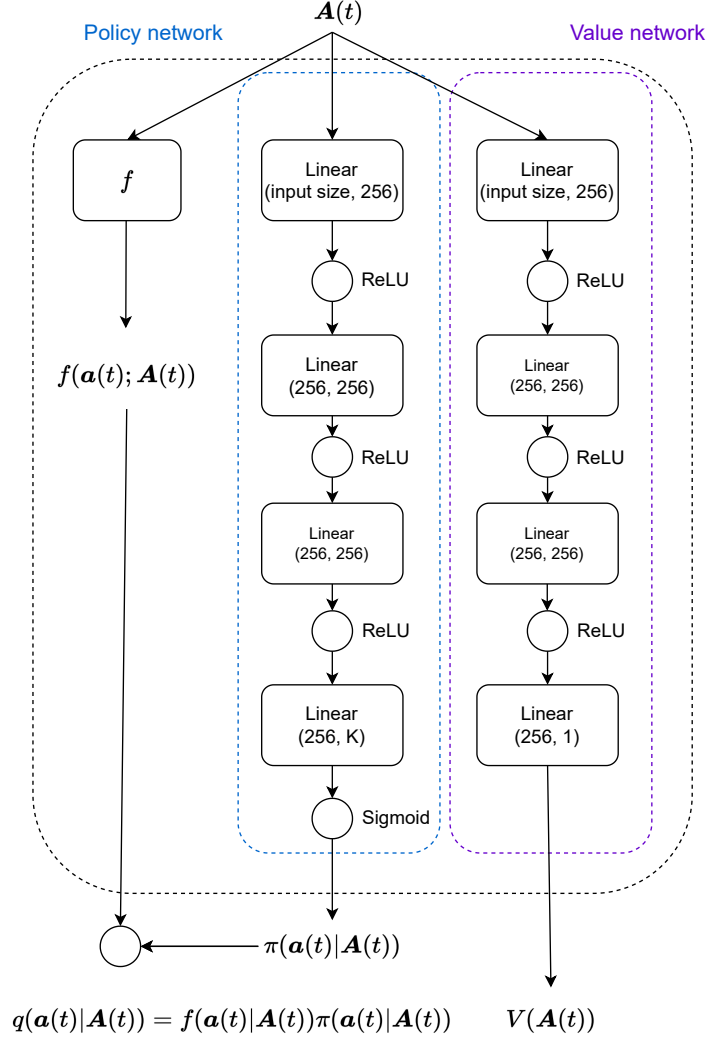 A(t)
Policy network
Value network
f
Linear
(input size, 256)
Linear
(input size, 256)
ReLU
ReLU
f(a(t); A(t))
Linear
(256, 256)
Linear
(256, 256)
ReLU
ReLU
Linear
(256, 256)
Linear
(256, 256)
ReLU
ReLU
Linear
(256, K)
Linear
(256, 1)
Sigmoid
π(a(t)|A(t))
q(a(t)|A(t)) = f(a(t)|A(t))π(a(t)|A(t))
V(A(t))